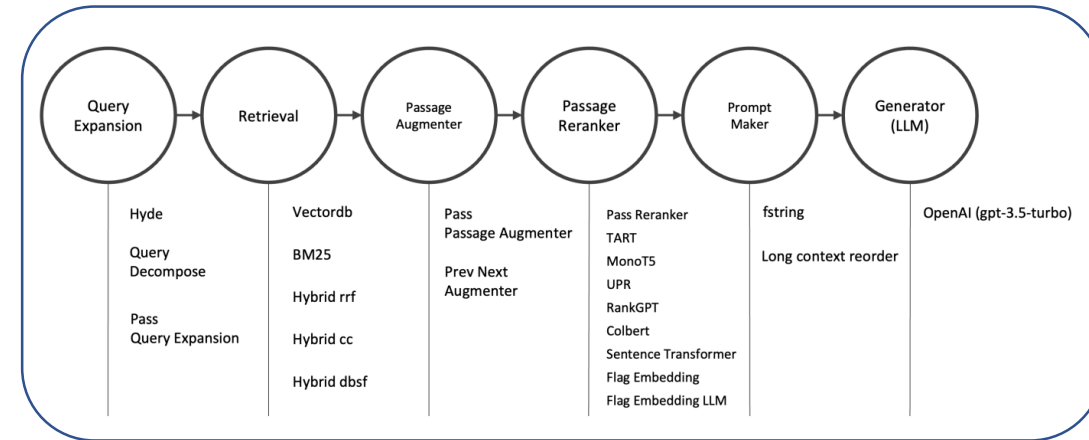 Query
Expansion
Retrieval
Passage
Augmenter
Passage
Reranker
Prompt
Maker
Generator
(LLM)
Hyde
Query
Decompose
Pass
Query Expansion
Vectordb
BM25
Hybrid rrf
Hybrid cc
Hybrid dbsf
Pass
Passage Augmenter
Prev Next
Augmenter
Pass Reranker
TART
MonoT5
UPR
RankGPT
Colbert
Sentence Transformer
Flag Embedding
Flag Embedding LLM
fstring
Long context reorder
OpenAI (gpt-3.5-turbo)